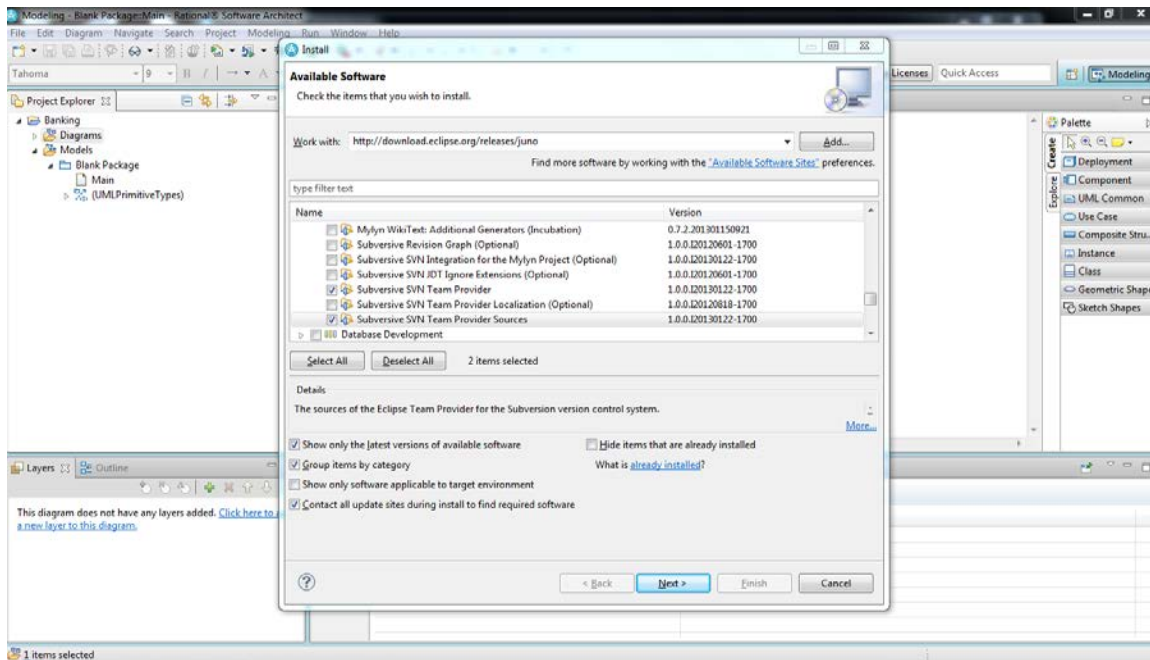 Modeling - Blank Package::Main - Rational® Software Architect
File Edit Diagram Navigate Search Project Modeling Run Window Help
Tahoma 9 B I A
Licenses Quick Access Modeling
Project Explorer
Banking
Diagrams
Models
Blank Package
Main
(UMLPrimitiveTypes)
Install
Available Software
Check the items that you wish to install.
Work with: http://download.eclipse.org/releases/juno Add...
Find more software by working with the "Available Software Sites" preferences.
type filter text
Name Version
Mylyn WikiText: Additional Generators (Incubation) 0.7.2.201301150921
Subversive Revision Graph (Optional) 1.0.0.I20120601-1700
Subversive SVN Integration for the Mylyn Project (Optional) 1.0.0.I20130122-1700
Subversive SVN JDT Ignore Extensions (Optional) 1.0.0.I20120601-1700
Subversive SVN Team Provider 1.0.0.I20130122-1700
Subversive SVN Team Provider Localization (Optional) 1.0.0.I20120818-1700
Subversive SVN Team Provider Sources 1.0.0.I20130122-1700
Database Development
Select All Deselect All 2 items selected
Details
The sources of the Eclipse Team Provider for the Subversion version control system.
More...
Show only the latest versions of available software Hide items that are already installed
Group items by category What is already installed?
Show only software applicable to target environment
Contact all update sites during install to find required software
< Back Next > Finish Cancel
Palette
Create
Explore
Deployment
Component
UML Common
Use Case
Composite Stru...
Instance
Class
Geometric Shape
Sketch Shapes
Layers Outline
This diagram does not have any layers added. Click here to
a new layer to this diagram.
1 items selected